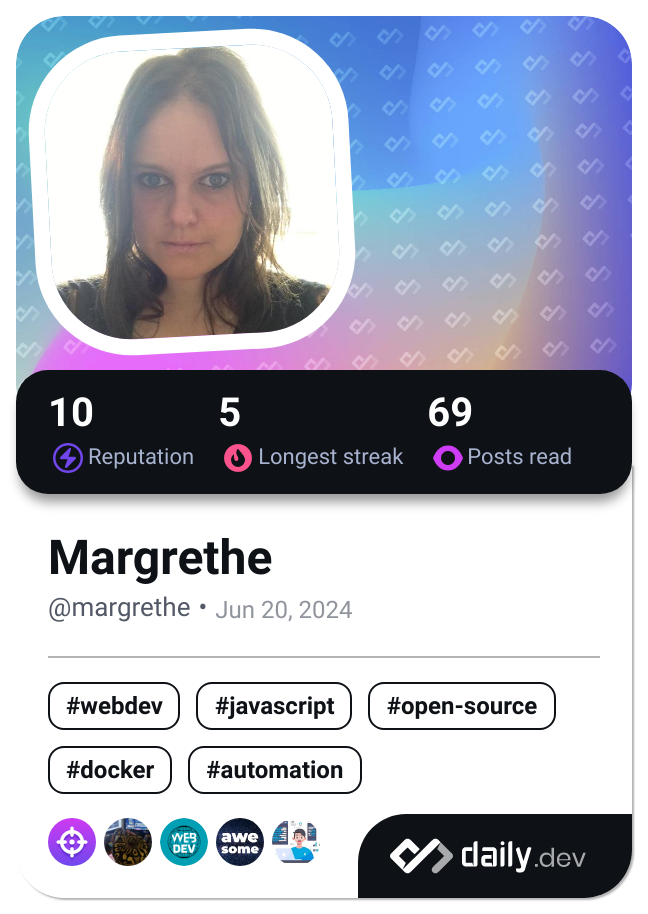 10 5 69
Reputation Longest streak Posts read
Margrethe
@margrethe • Jun 20, 2024
#webdev #javascript #open-source
#docker #automation
WEB DEV awe some
daily.dev